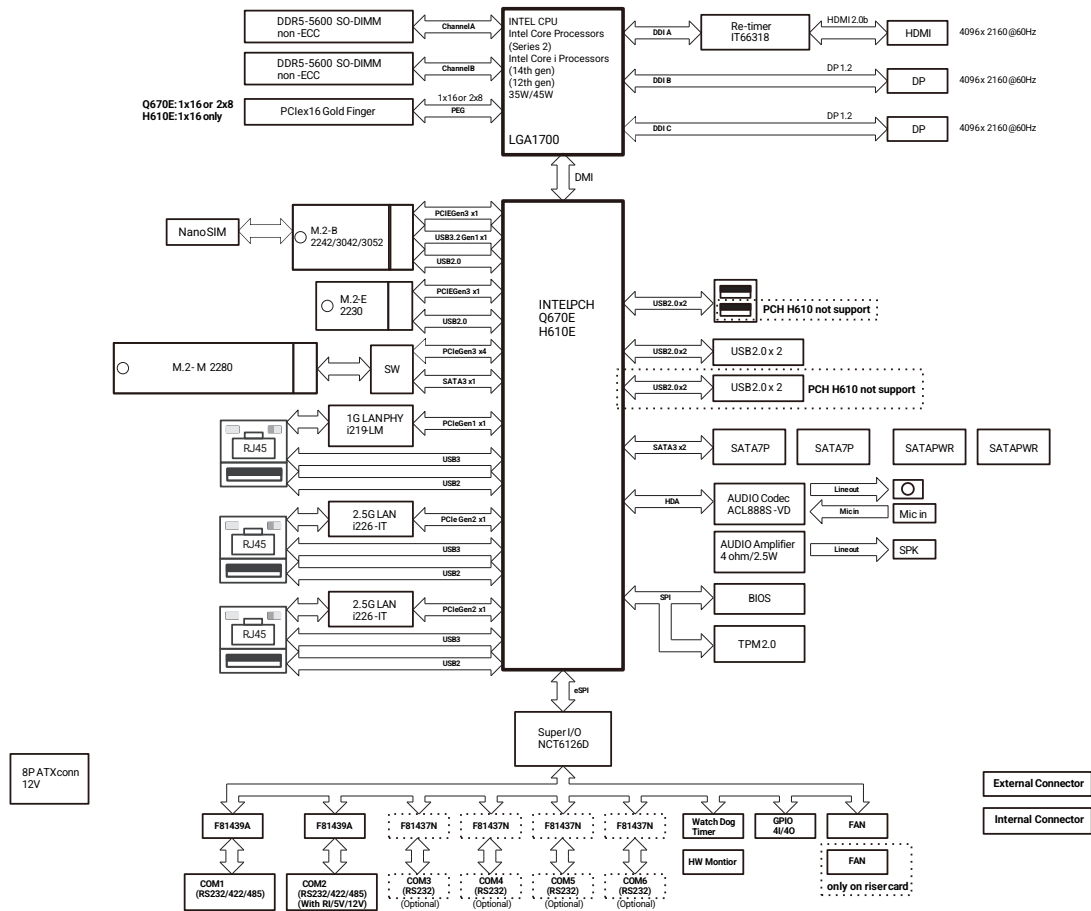 DDR5-5600 SO-DIMM
non-ECC
ChannelA
DDR5-5600 SO-DIMM
non-ECC
ChannelB
Q670E:1x16 or 2x8
H610E:1x16 only
PCIex16 Gold Finger
1x16 or 2x8
PEG
INTEL CPU
Intel Core Processors
(Series 2)
Intel Core i Processors
(14th gen)
(12th gen)
35W/45W
LGA1700
DDI A
Re-timer
IT66318
HDMI 2.0b
HDMI
4096x 2160@60Hz
DDI B
DP 1.2
DP
4096x 2160@60Hz
DDI C
DP 1.2
DP
4096x 2160@60Hz
DMI
NanoSIM
M.2-B
2242/3042/3052
PCIEGen3 x1
USB3.2Gen1 x1
USB2.0
M.2-E
2230
PCIEGen3 x1
USB2.0
M.2- M 2280
SW
PCIeGen3 x4
SATA3 x1
RJ45
1G LANPHY
i219-LM
PCIeGen1 x1
USB3
USB2
RJ45
2.5G LAN
i226-IT
PCIe Gen2 x1
USB3
USB2
RJ45
2.5G LAN
i226-IT
PCIeGen2 x1
USB3
USB2
INTELPCH
Q670E
H610E
USB2.0x2
PCH H610 not support
USB2.0x2
USB2.0 x 2
USB2.0x2
USB2.0 x 2
PCH H610 not support
SATA3 x2
SATA7P
SATA7P
SATAPWR
SATAPWR
HDA
AUDIO Codec
ACL888S-VD
Lineout
Micin
Mic in
AUDIO Amplifier
4 ohm/2.5W
Lineout
SPK
SPI
BIOS
TPM2.0
eSPI
Super I/O
NCT6126D
8P ATXconn
12V
External Connector
Internal Connector
F81439A
F81439A
F81437N
F81437N
F81437N
F81437N
Watch Dog
Timer
GPIO
4I/4O
FAN
HW Montior
FAN
only on risercard
COM1
(RS232/422/485)
COM2
(RS232/422/485)
(With RI/5V/12V)
COM3
(RS232)
(Optional)
COM4
(RS232)
(Optional)
COM5
(RS232)
(Optional)
COM6
(RS232)
(Optional)